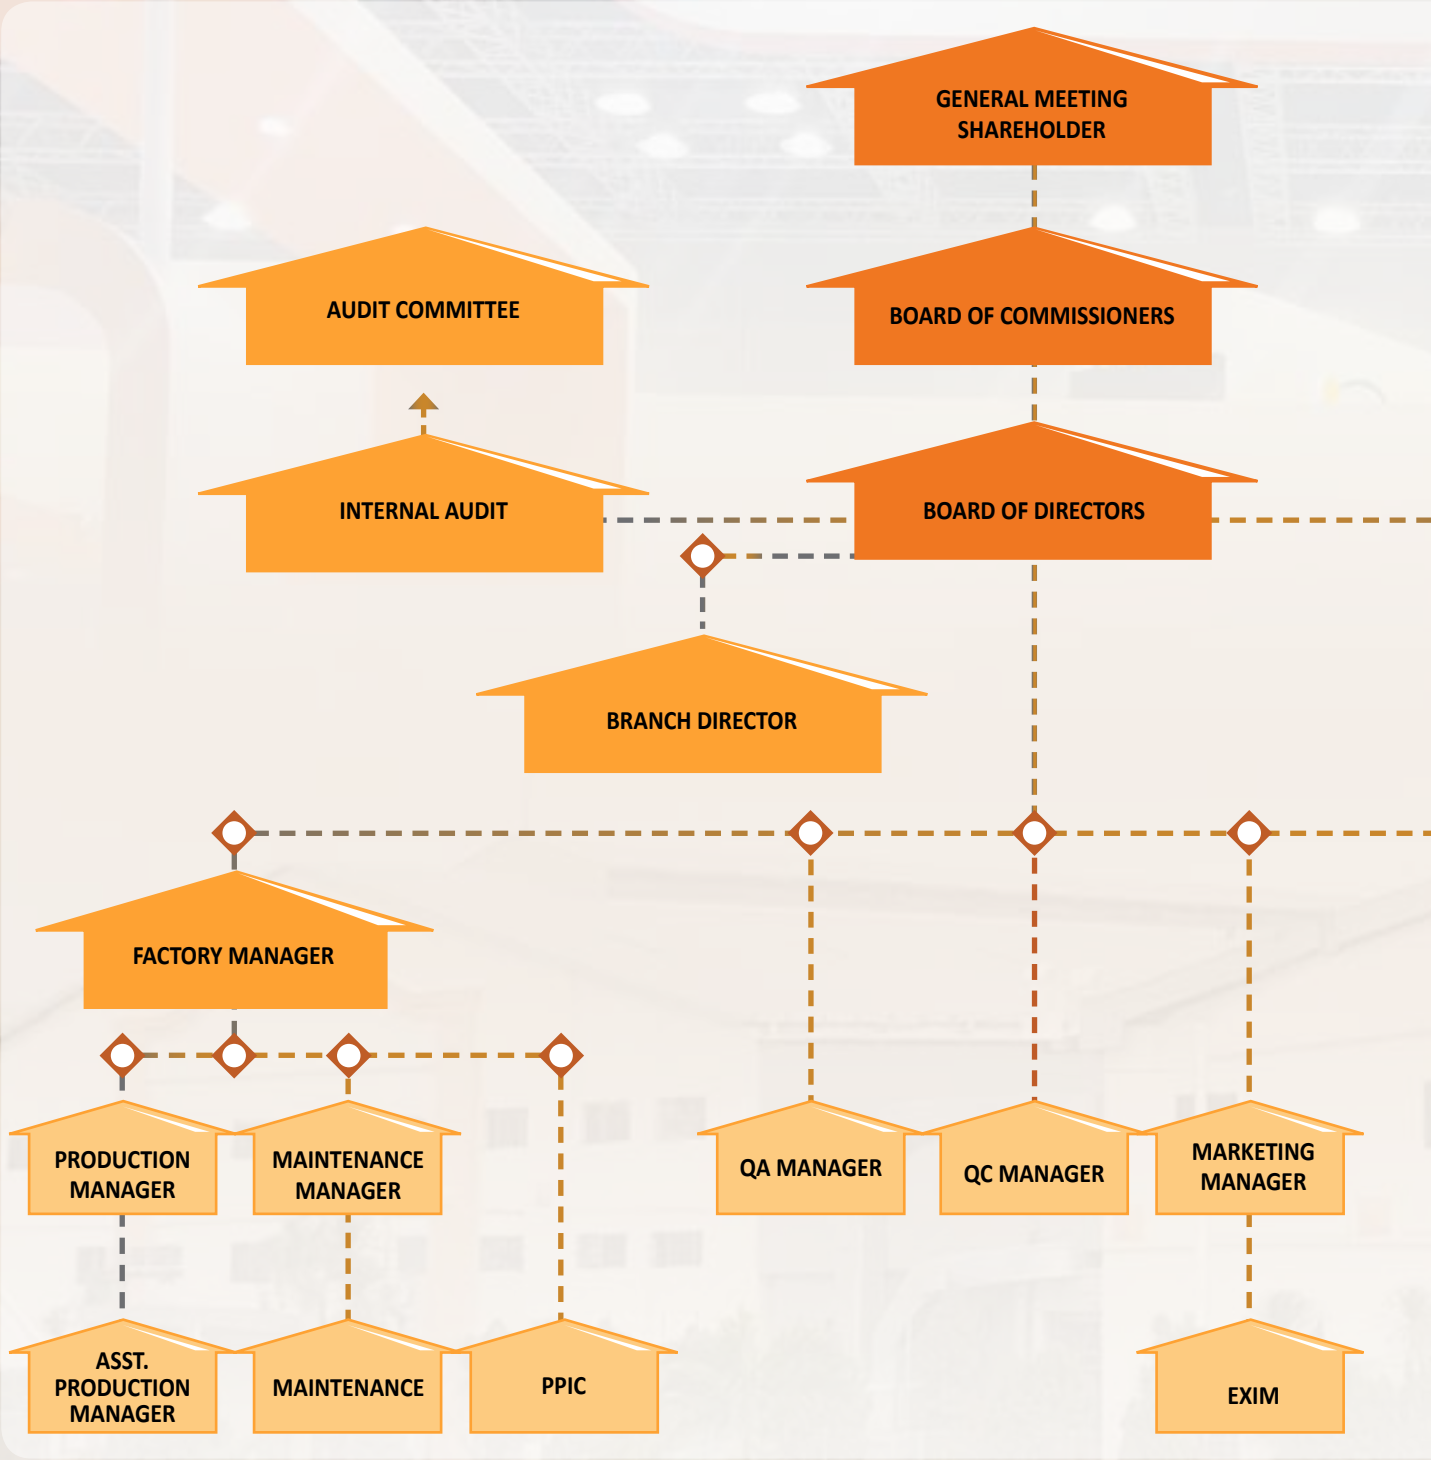 GENERAL MEETING
SHAREHOLDER
AUDIT COMMITTEE
BOARD OF COMMISSIONERS
INTERNAL AUDIT
BOARD OF DIRECTORS
BRANCH DIRECTOR
FACTORY MANAGER
PRODUCTION
MANAGER
MAINTENANCE
MANAGER
QA MANAGER
QC MANAGER
MARKETING
MANAGER
ASST.
PRODUCTION
MANAGER
MAINTENANCE
PPIC
EXIM